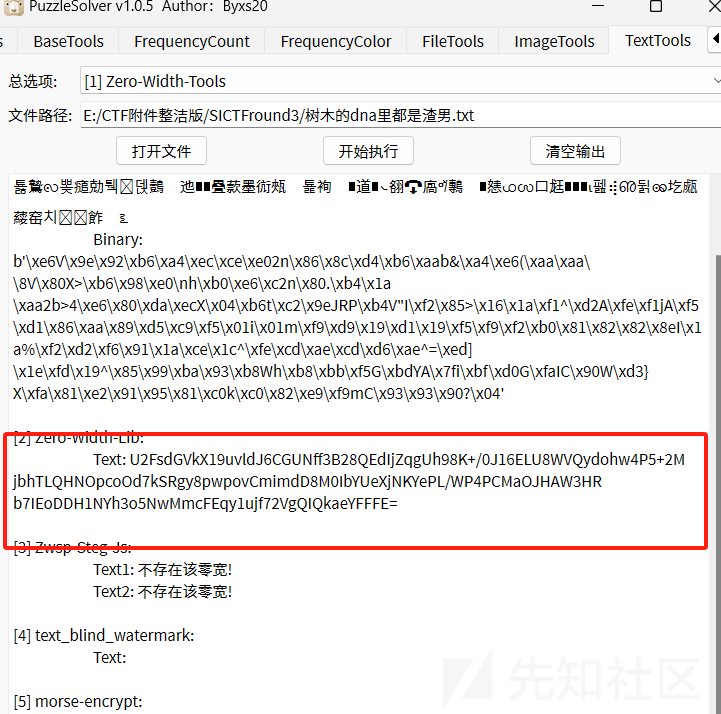 PuzzleSolver v1.0.5 Author：Byxs20
s BaseTools FrequencyCount FrequencyColor FileTools ImageTools TextTools
总选项: [1] Zero-Width-Tools
文件路径: E:/CTF附件整洁版/SICTFround3/树木的dna里都是渣男.txt
打开文件 开始执行 清空输出
Binary:
b'\xe6V\x9e\x92\xb6\xa4\xec\xce\xe02n\x86\x8c\xd4\xb6\xaab&\xa4\xe6(\xaa\xaa\
\8V\x80X>\xb6\x98\xe0\nh\xb0\xe6\xc2n\x80.\xb4\x1a
\xaa2b>4\xe6\x80\xda\xecX\x04\xb6t\xc2\x9eJRP\xb4V"I\xf2\x85>\x16\x1a\xf1^\xd2A\xfe\xf1jA\xf5
\xd1\x86\xaa\x89\xd5\xc9\xf5\x01i\x01m\xf9\xd9\x19\xd1\x19\xf5\xf9\xf2\xb0\x81\x82\x82\x8eI\x1
a%\xf2\xd2\xf6\x91\x1a\xce\x1c^\xfe\xcd\xae\xcd\xd6\xae^=\xed]
\x1e\xfd\x19^\x85\x99\xba\x93\xb8Wh\xb8\xbb\xf5G\xbdYA\x7fi\xbf\xd0G\xfaIC\x90W\xd3}
X\xfa\x81\xe2\x91\x95\x81\xc0k\xc0\x82\xe9\xf9mC\x93\x93\x90?\x04'
[2] Zero-Width-Lib:
Text: U2FsdGVkX19uvldJ6CGUNff3B28QEdIjZqgUh98K+/0J16ELU8WVQydohw4P5+2M
jbhTLQHNOpcoOd7kSRgy8pwpovCmimdD8M0IbYUeXjNKYePL/WP4PCMaOJHAW3HR
b7IEoDDH1NYh3o5NwMmcFEqy1ujf72VgQIQkaeYFFFE=
[3] Zwsp-Steg-Js:
Text1: 不存在该零宽!
Text2: 不存在该零宽!
[4] text_blind_watermark:
Text:
[5] morse-encrypt:
先知社区